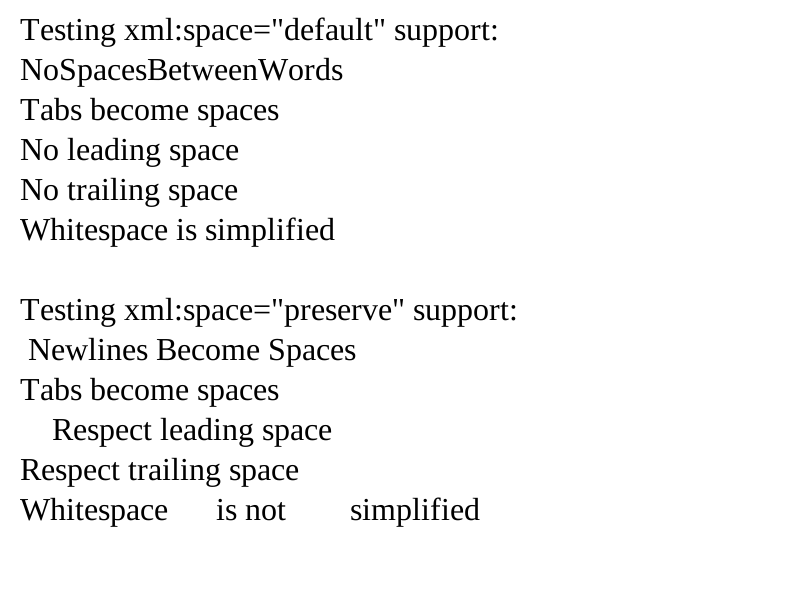 Testing xml:space="default" support:
NoSpacesBetweenWords
Tabs become spaces
No leading space
No trailing space
Whitespace is simplified

Testing xml:space="preserve" support:
 Newlines Become Spaces
Tabs become spaces
    Respect leading space
Respect trailing space
Whitespace      is not        simplified